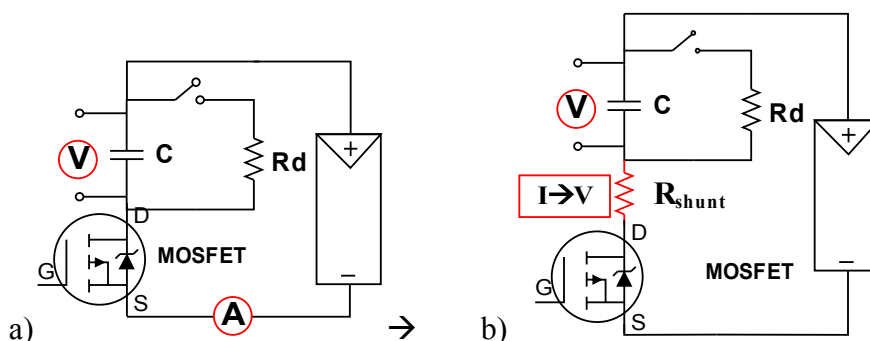 V
C
Rd
+
D
MOSFET
G
S
−
A
a)
→
V
C
Rd
+
I→V
Rshunt
D
MOSFET
G
S
−
b)